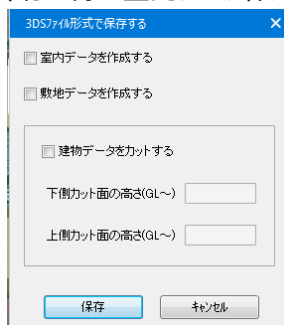 3DSファイル形式で保存する
室内データを作成する
敷地データを作成する
建物データをカットする
下側カット面の高さ(GL～)
上側カット面の高さ(GL～)
保存 キャンセル